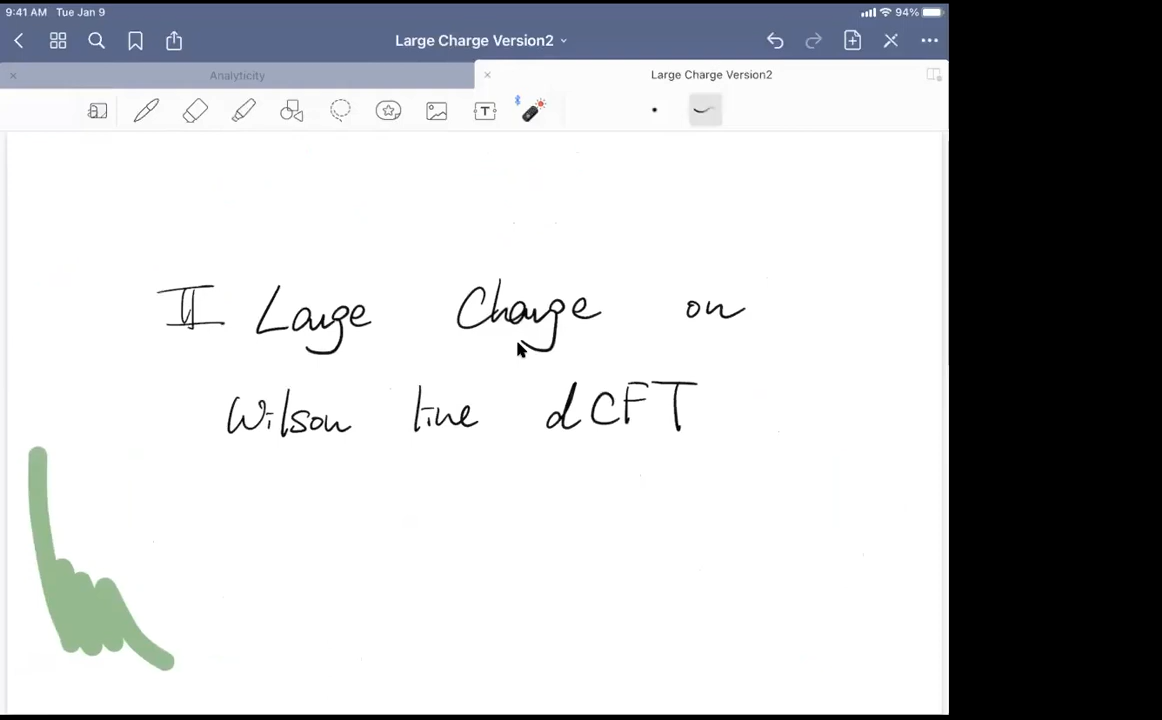 9:41 AM Tue Jan 9
94%
Large Charge Version2
Analyticity
Large Charge Version2
T
II Large Charge on
Wilson line dCFT